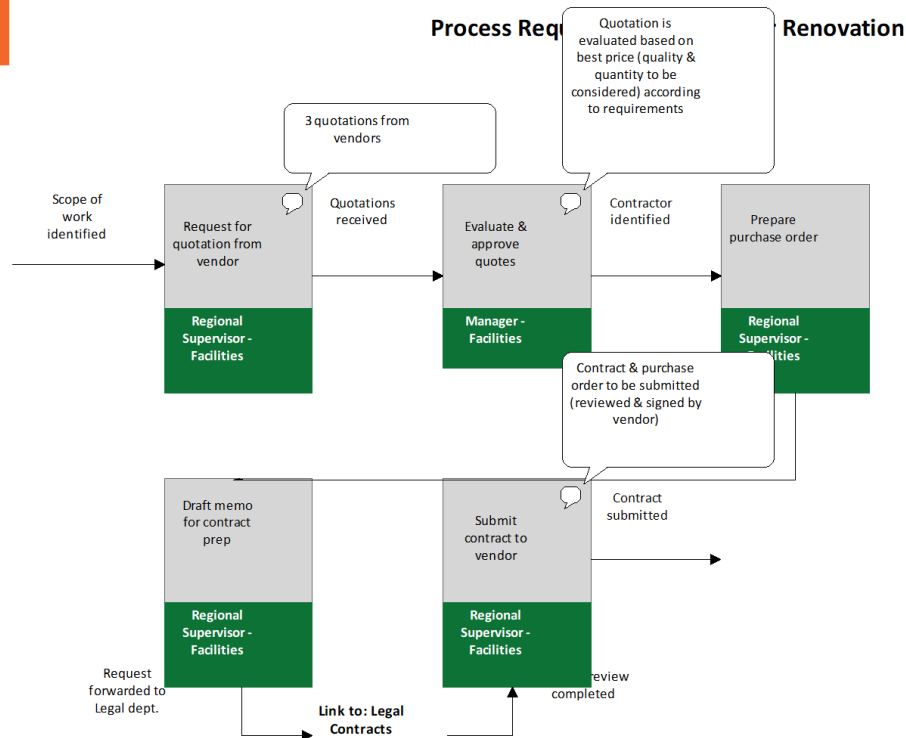 Process Requ
Renovation
Quotation is
evaluated based on
best price (quality &
quantity to be
considered) according
to requirements
3 quotations from
vendors
Scope of
work
identified
Request for
quotation from
vendor
Quotations
received
Evaluate &
approve
quotes
Contractor
identified
Prepare
purchase order
Regional
Supervisor -
Facilities
Manager -
Facilities
Regional
Supervisor -
Contract & purchase
order to be submitted
(reviewed & signed by
vendor)
Draft memo
for contract
prep
Submit
contract to
vendor
Contract
submitted
Regional
Supervisor -
Facilities
Regional
Supervisor -
Facilities
Request
forwarded to
Legal dept.
Link to: Legal
Contracts
review
completed